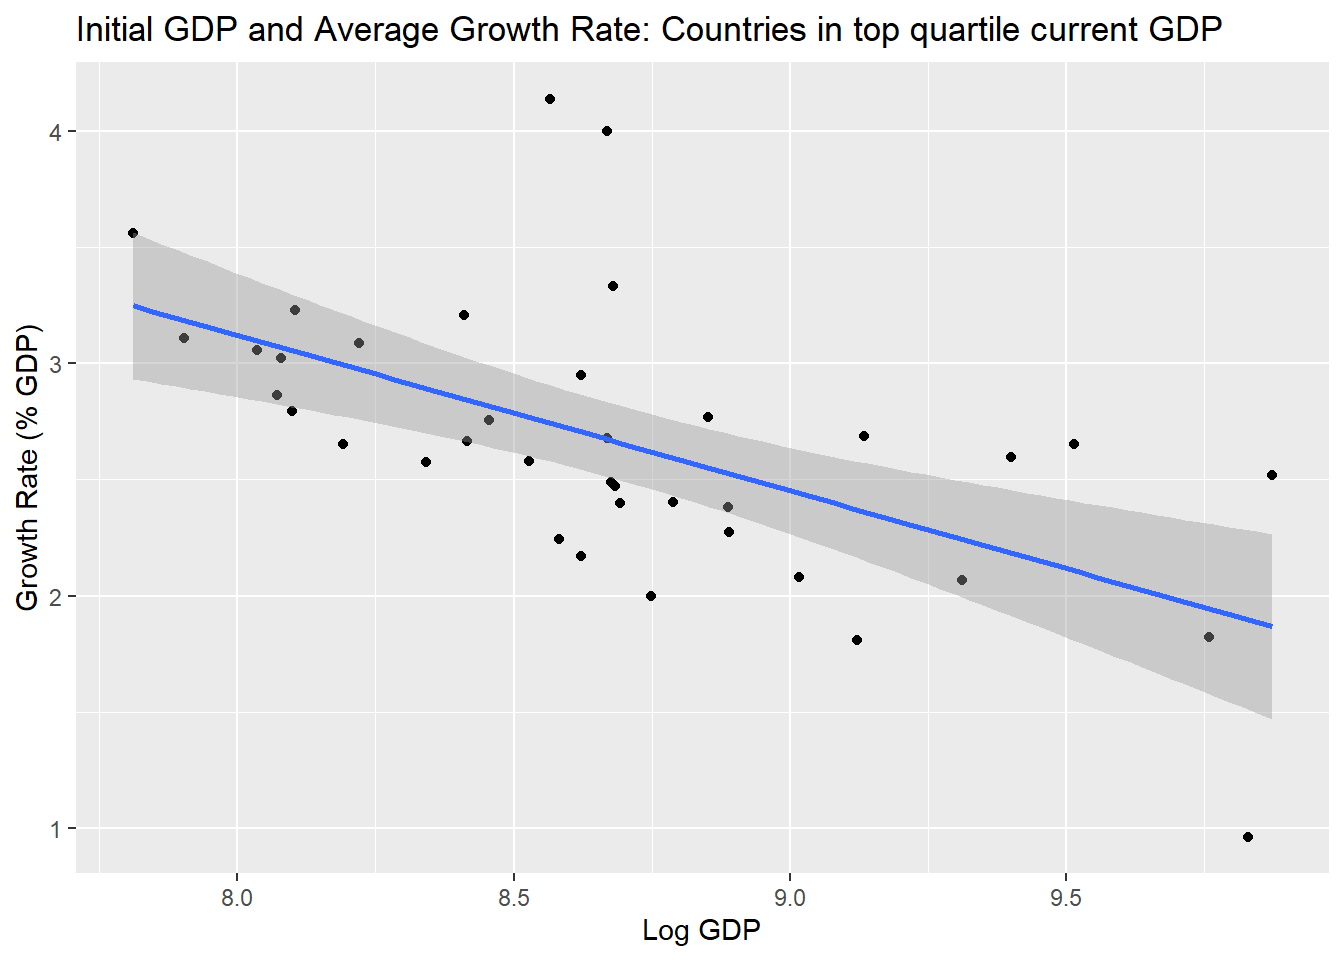 Initial GDP and Average Growth Rate: Countries in top quartile current GDP
4
3
2
1
Growth Rate (% GDP)
8.0 8.5 9.0 9.5
Log GDP